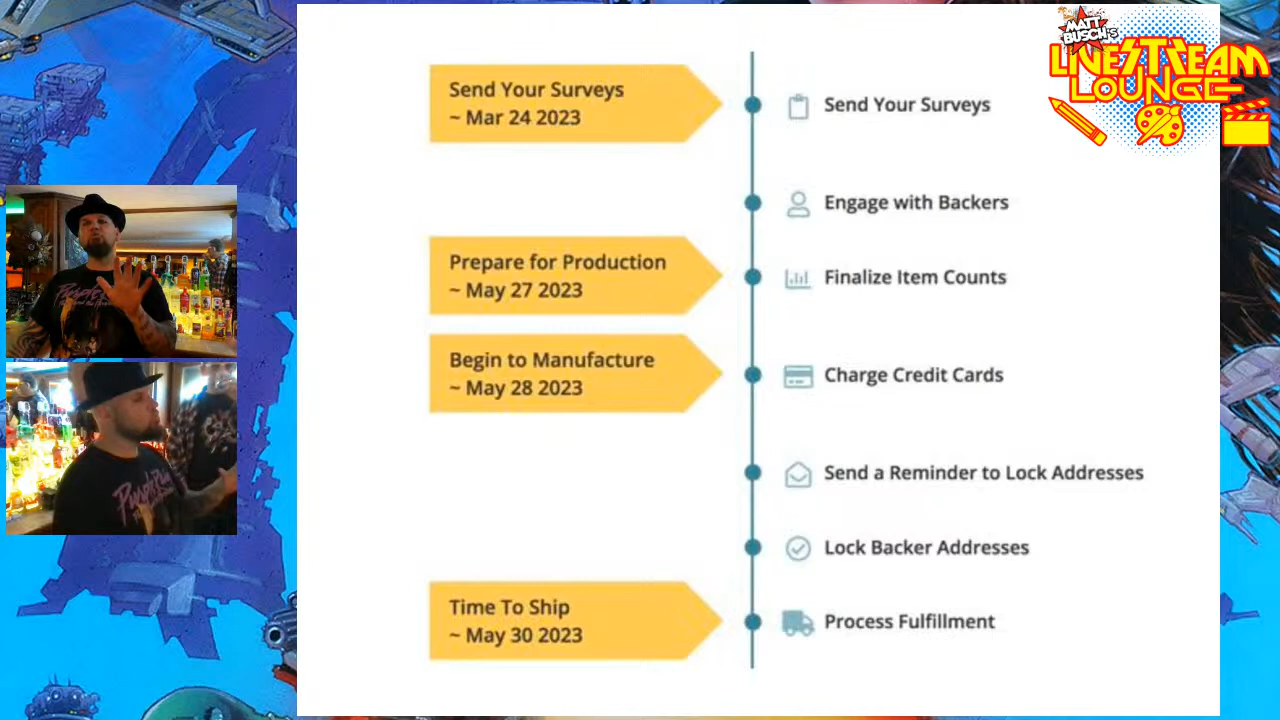 MATT
BUSCH'S
LIVESTREAM
LOUNGE
Send Your Surveys
~ Mar 24 2023
Send Your Surveys
Engage with Backers
Prepare for Production
~ May 27 2023
Finalize Item Counts
Begin to Manufacture
~ May 28 2023
Charge Credit Cards
Send a Reminder to Lock Addresses
Lock Backer Addresses
Time To Ship
~ May 30 2023
Process Fulfillment